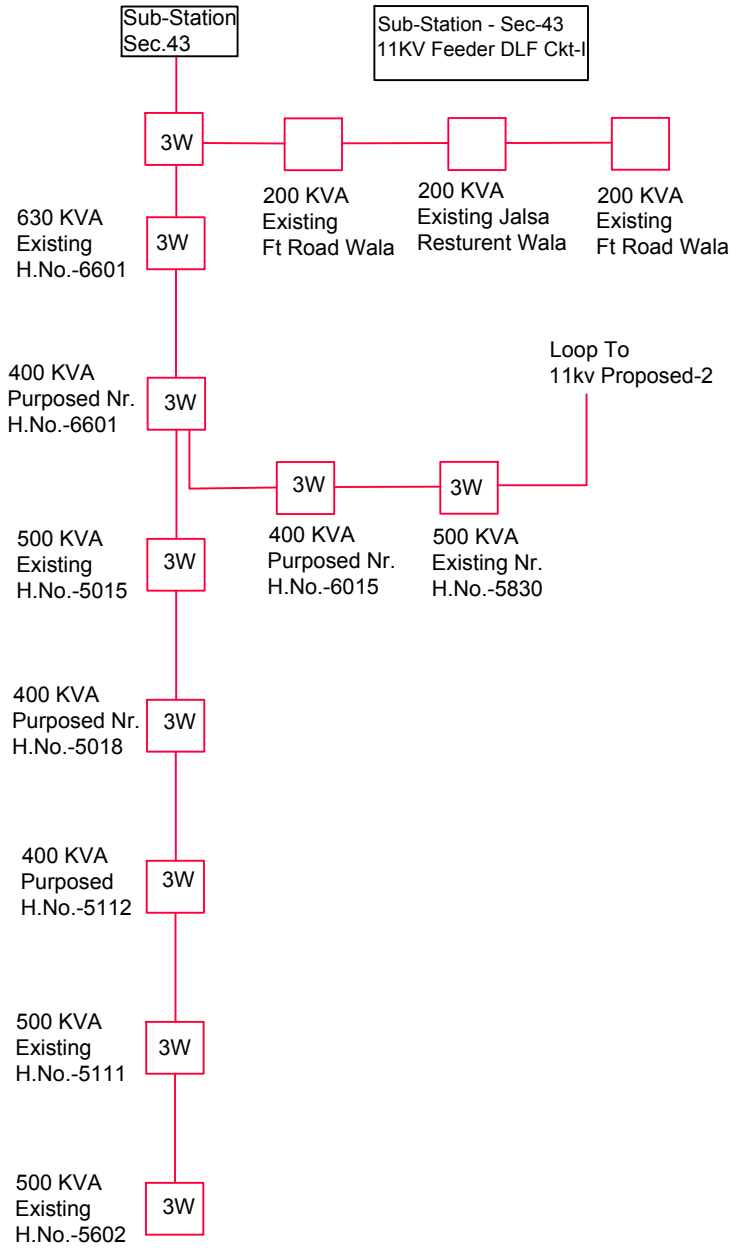 Sub-Station
Sec.43
Sub-Station - Sec-43
11KV Feeder DLF Ckt-I
3W
200 KVA
Existing
Ft Road Wala
200 KVA
Existing Jalsa
Resturent Wala
200 KVA
Existing
Ft Road Wala
630 KVA
Existing
H.No.-6601
3W
Loop To
11kv Proposed-2
400 KVA
Purposed Nr.
H.No.-6601
3W
3W
400 KVA
Purposed Nr.
H.No.-6015
3W
500 KVA
Existing Nr.
H.No.-5830
500 KVA
Existing
H.No.-5015
3W
400 KVA
Purposed Nr.
H.No.-5018
3W
400 KVA
Purposed
H.No.-5112
3W
500 KVA
Existing
H.No.-5111
3W
500 KVA
Existing
H.No.-5602
3W